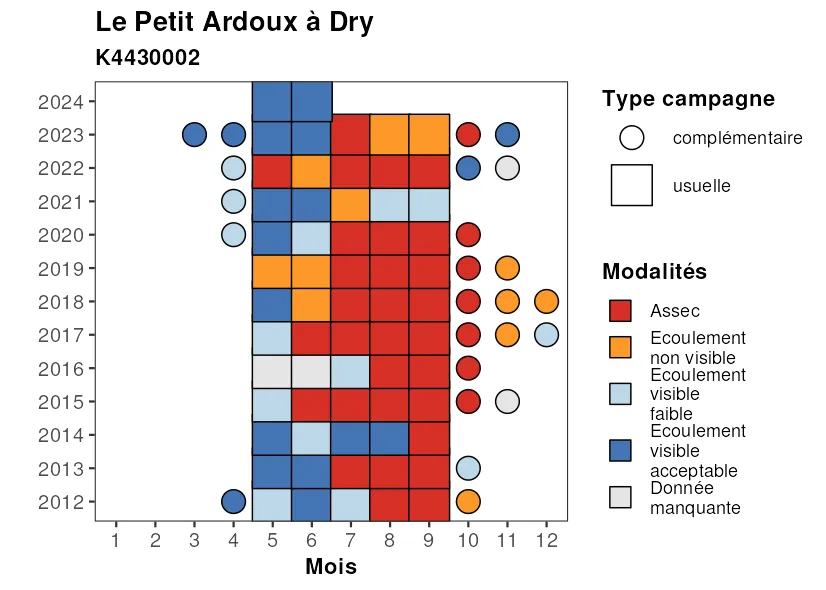 Le Petit Ardoux à Dry
K4430002
2024
2023
2022
2021
2020
2019
2018
2017
2016
2015
2014
2013
2012
1 2 3 4 5 6 7 8 9 10 11 12
Mois
Type campagne
complémentaire
usuelle
Modalités
Assec
Ecoulement
non visible
Ecoulement
visible
faible
Ecoulement
visible
acceptable
Donnée
manquante